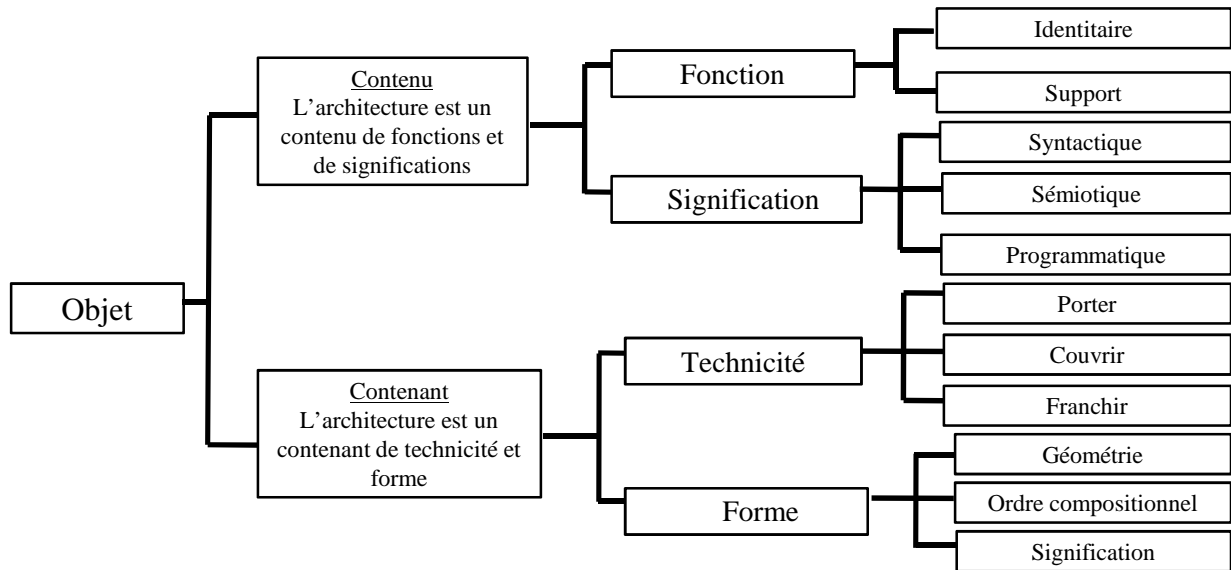 Objet
Contenu
L’architecture est un
contenu de fonctions et
de significations
Fonction
Identitaire
Support
Signification
Syntactique
Sémiotique
Programmatique
Contenant
L’architecture est un
contenant de technicité et
forme
Technicité
Porter
Couvrir
Franchir
Forme
Géométrie
Ordre compositionnel
Signification